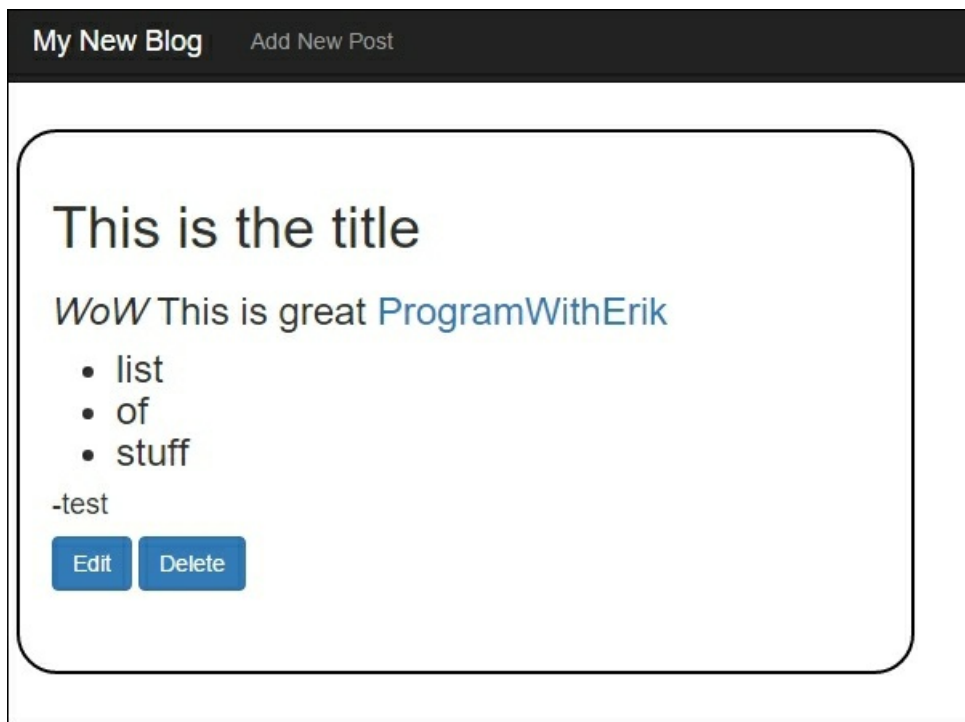 My New Blog Add New Post
This is the title
WoW This is great ProgramWithErik
list
of
stuff
-test
Edit Delete